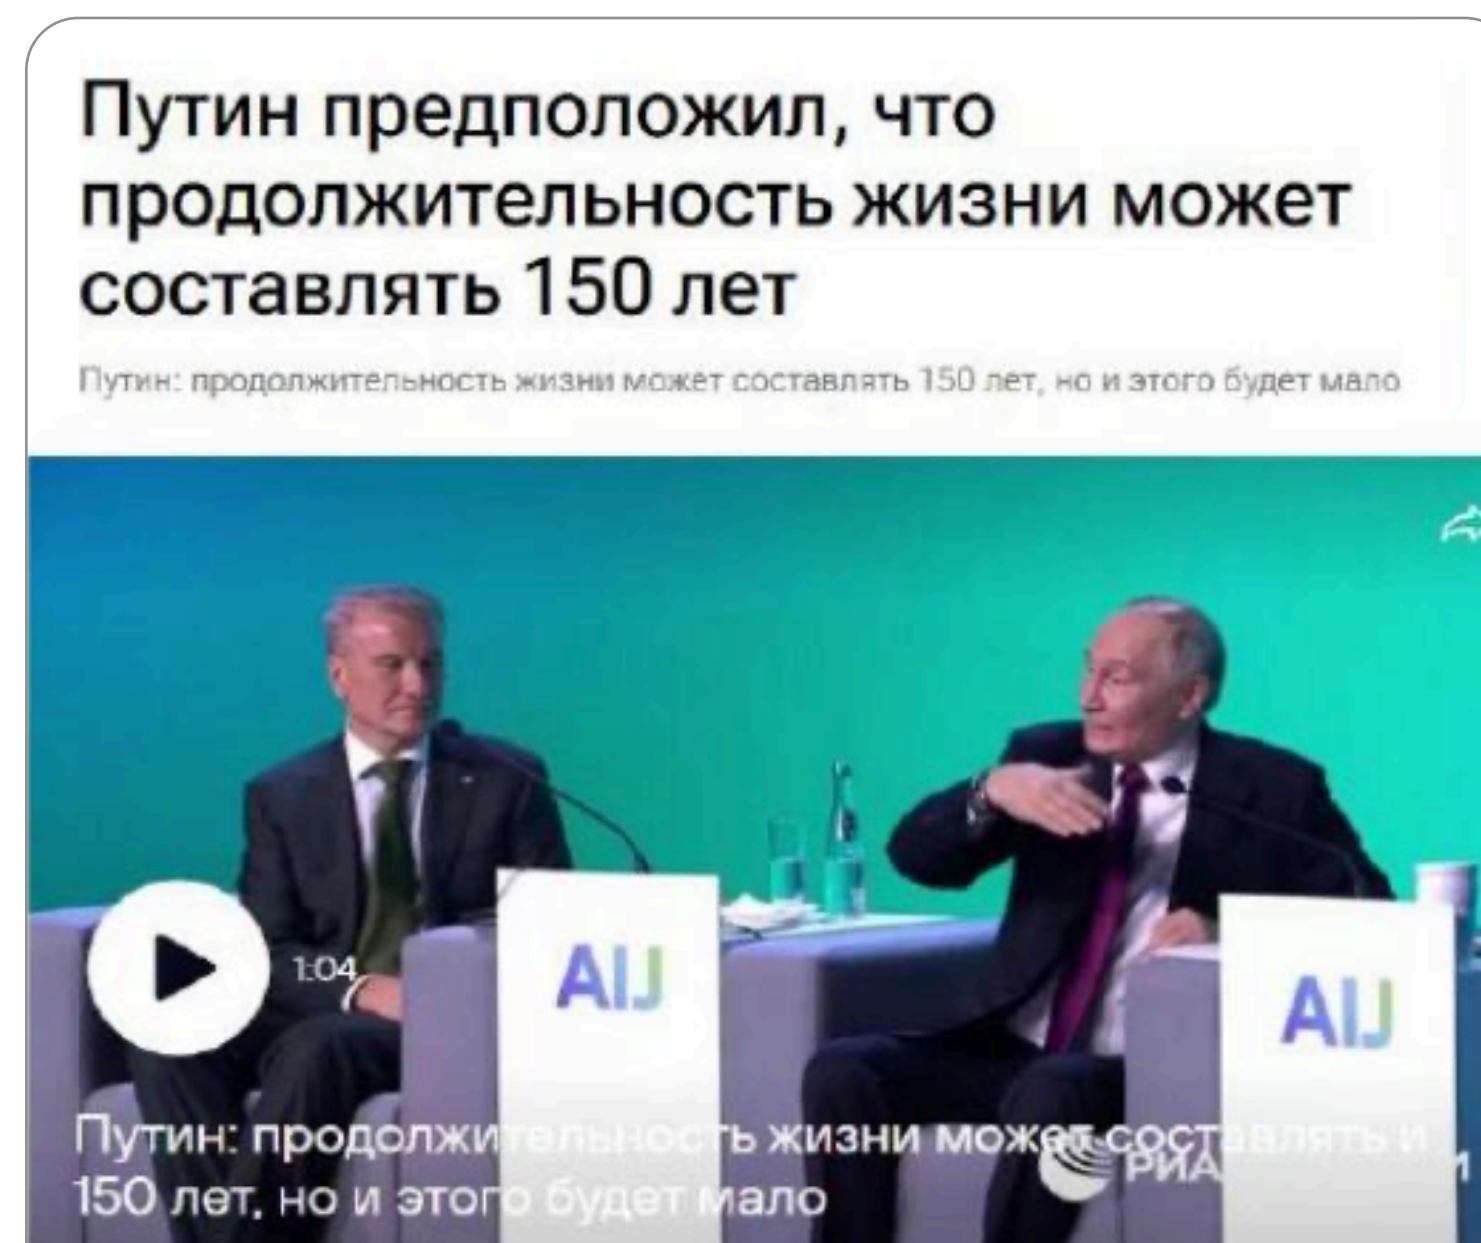 Путин предположил, что
продолжительность жизни может
составлять 150 лет
Путин: продолжительность жизни может составлять 150 лет, но и этого будет мало
1:04
AIJ
AIJ
Путин: продолжительность жизни может составлять и
150 лет, но и этого будет мало
РИА